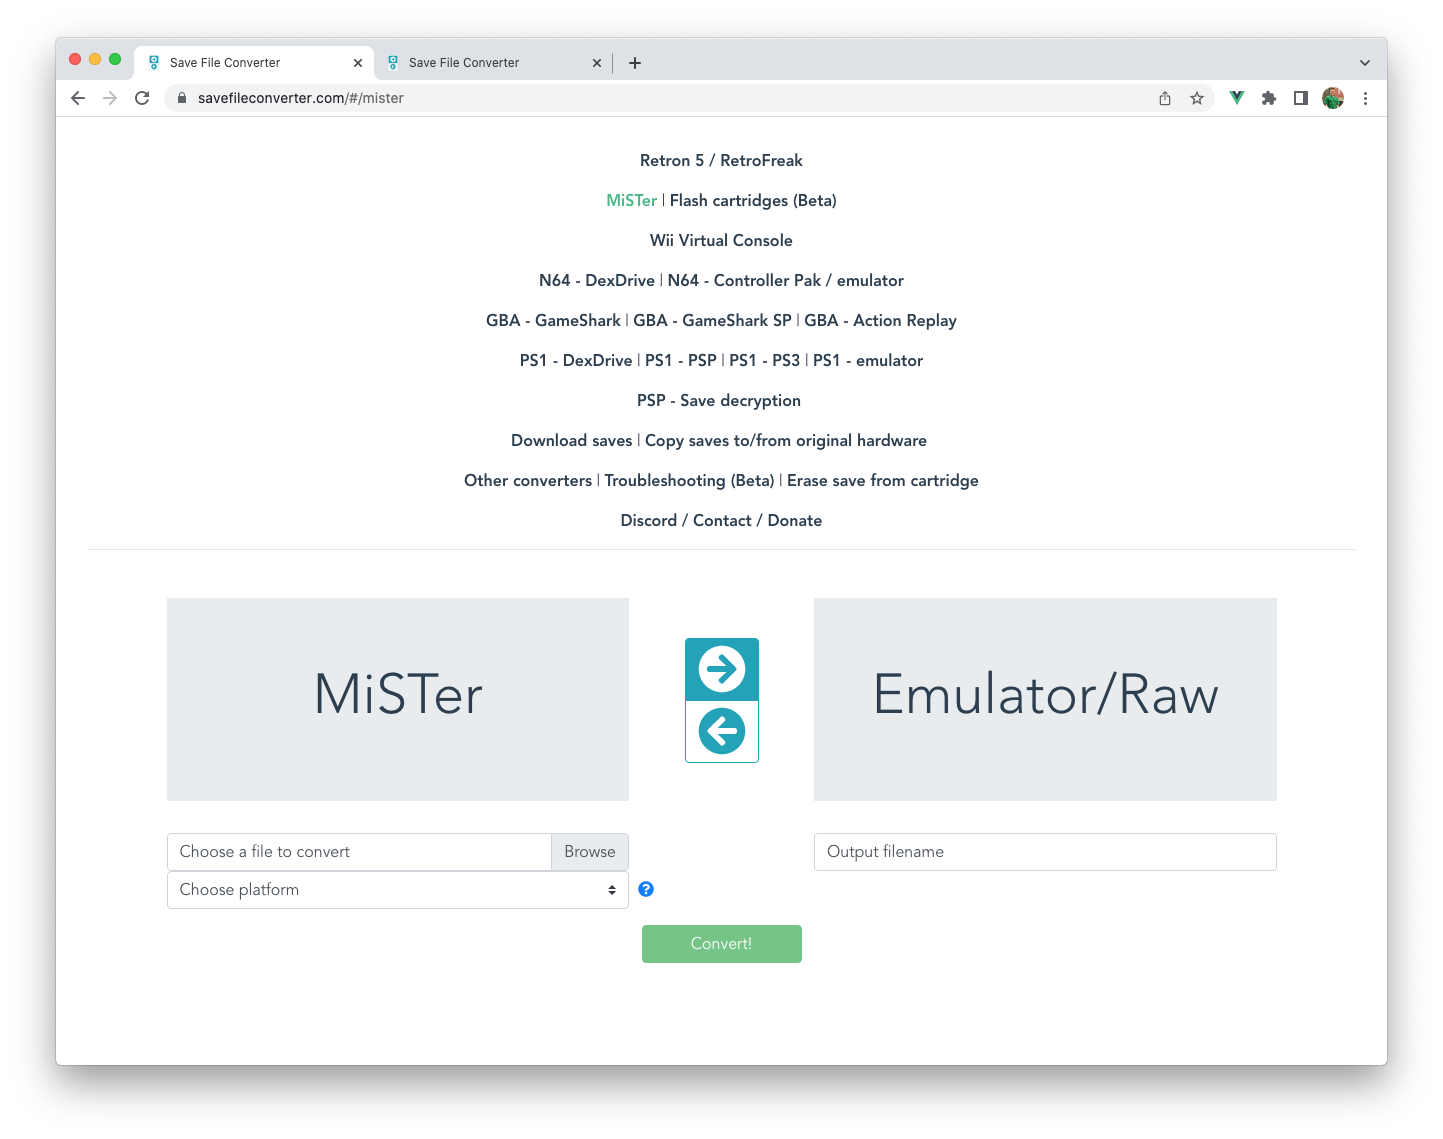 Save File Converter
Save File Converter
savefileconverter.com/#/mister
Retron 5 / RetroFreak
MiSTer | Flash cartridges (Beta)
Wii Virtual Console
N64 - DexDrive | N64 - Controller Pak / emulator
GBA - GameShark | GBA - GameShark SP | GBA - Action Replay
PS1 - DexDrive | PS1 - PSP | PS1 - PS3 | PS1 - emulator
PSP - Save decryption
Download saves | Copy saves to/from original hardware
Other converters | Troubleshooting (Beta) | Erase save from cartridge
Discord / Contact / Donate
MiSTer
Emulator/Raw
Choose a file to convert
Browse
Output filename
Choose platform
?
Convert!